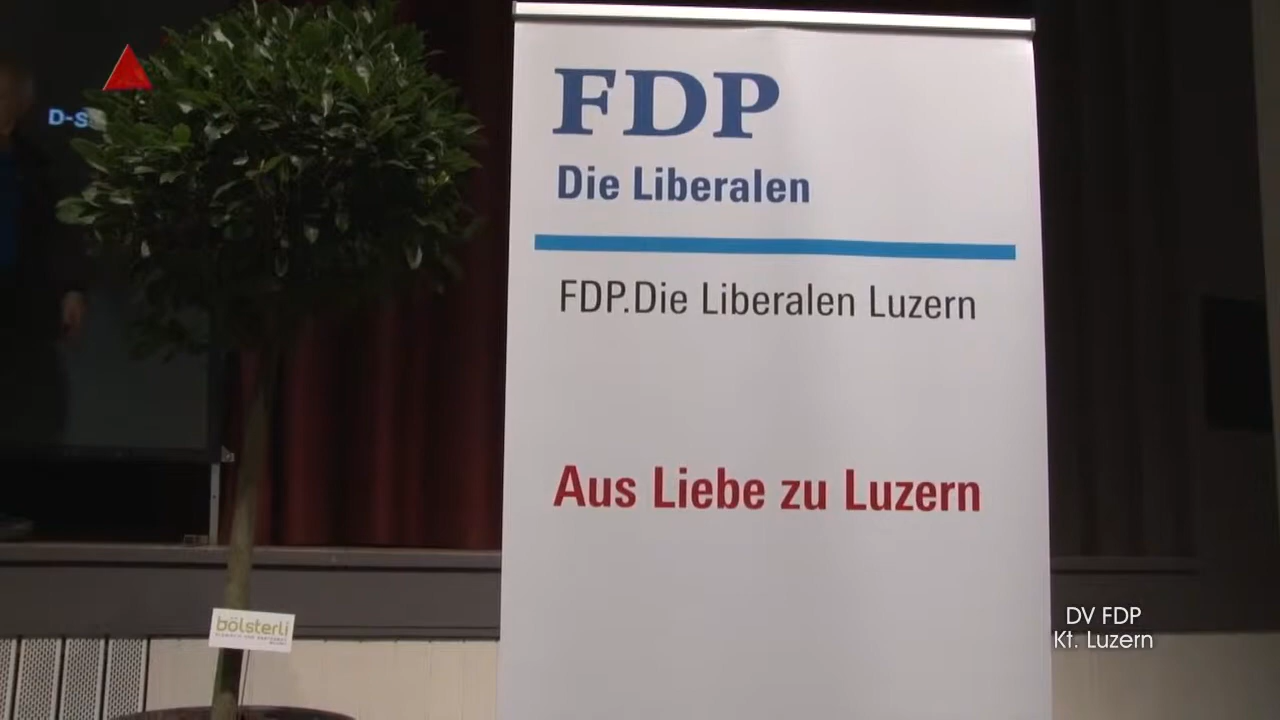 D-S
FDP
Die Liberalen
FDP.Die Liberalen Luzern
Aus Liebe zu Luzern
bölsterli
DV FDP
Kt. Luzern